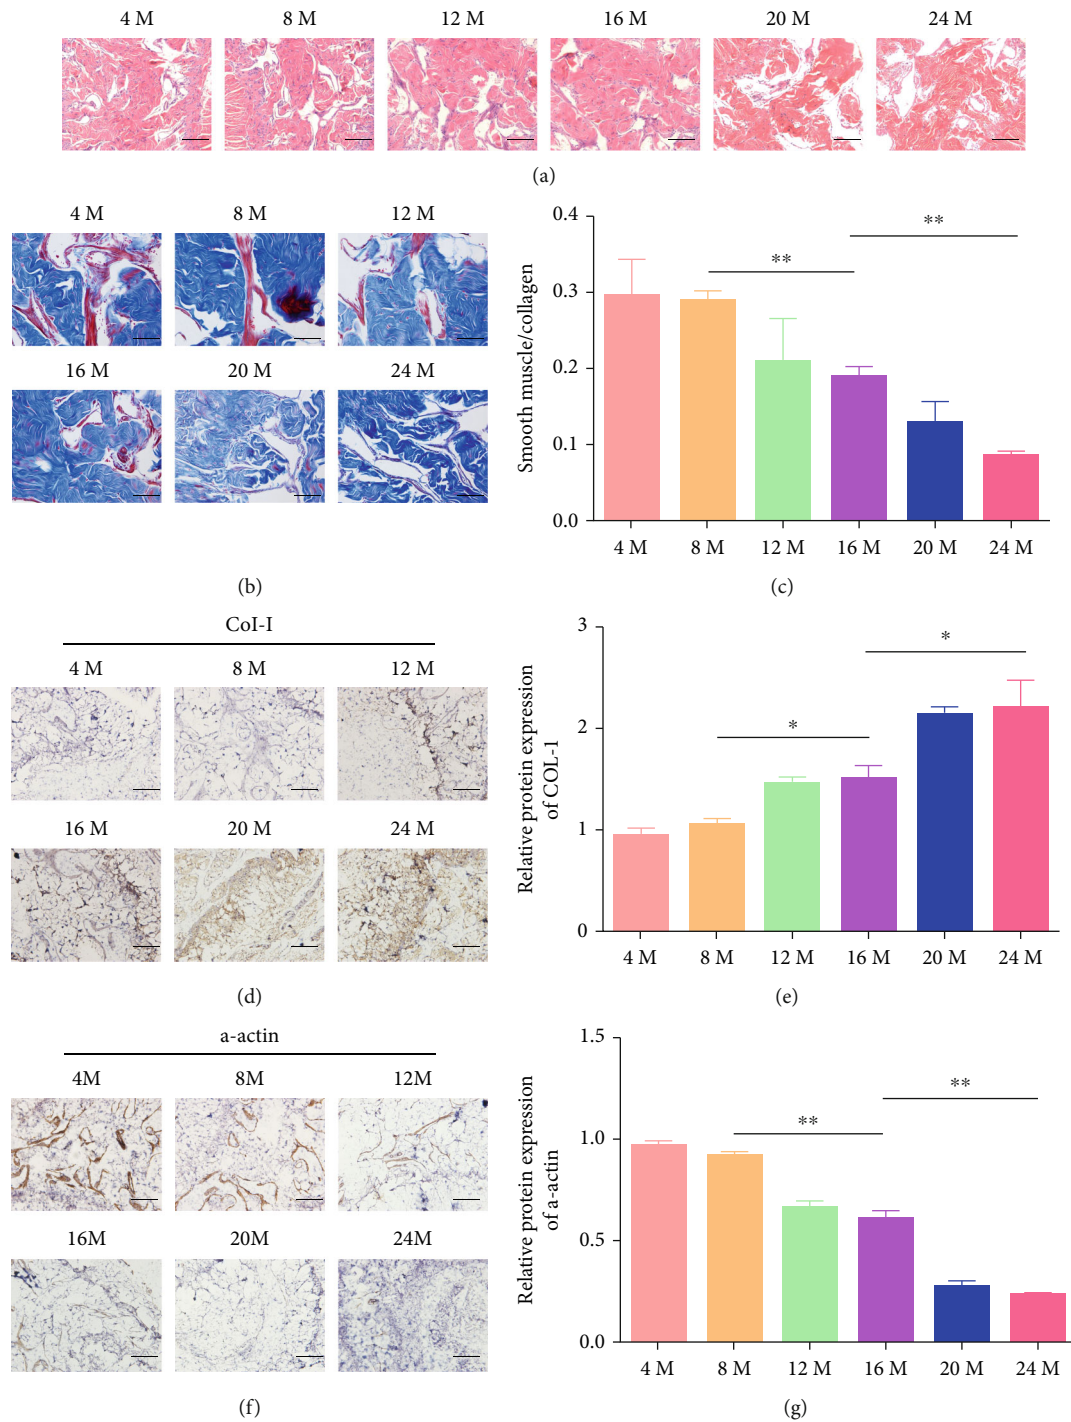 4 M 8 M 12 M 16 M 20 M 24 M
(a)
4 M 8 M 12 M
16 M 20 M 24 M
(b)
0.4
0.3
0.2
0.1
0.0
Smooth muscle/collagen
**
**
4 M 8 M 12 M 16 M 20 M 24 M
(c)
CoI-I
4 M 8 M 12 M
16 M 20 M 24 M
(d)
3
2
1
0
Relative protein expression
of COL-1
*
*
4 M 8 M 12 M 16 M 20 M 24 M
(e)
a-actin
4M 8M 12M
16M 20M 24M
(f)
1.5
1.0
0.5
0.0
Relative protein expression
of a-actin
**
**
4 M 8 M 12 M 16 M 20 M 24 M
(g)